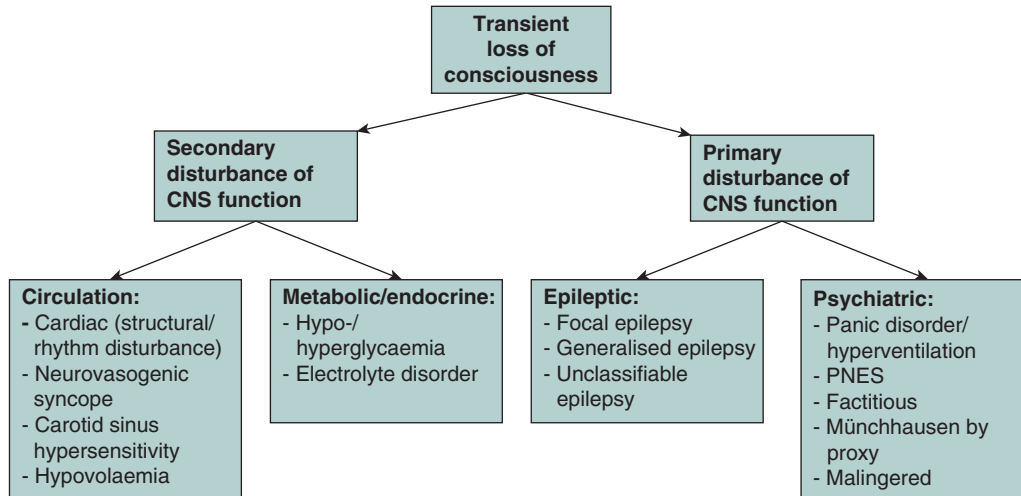 Transient
loss of
consciousness
Secondary
disturbance of
CNS function
Primary
disturbance of
CNS function
Circulation:
- Cardiac (structural/
rhythm disturbance)
- Neurovasogenic
syncope
- Carotid sinus
hypersensitivity
- Hypovolaemia
Metabolic/endocrine:
- Hypo-/
hyperglycaemia
- Electrolyte disorder
Epileptic:
- Focal epilepsy
- Generalised epilepsy
- Unclassifiable
epilepsy
Psychiatric:
- Panic disorder/
hyperventilation
- PNES
- Factitious
- Münchhausen by
proxy
- Malingered